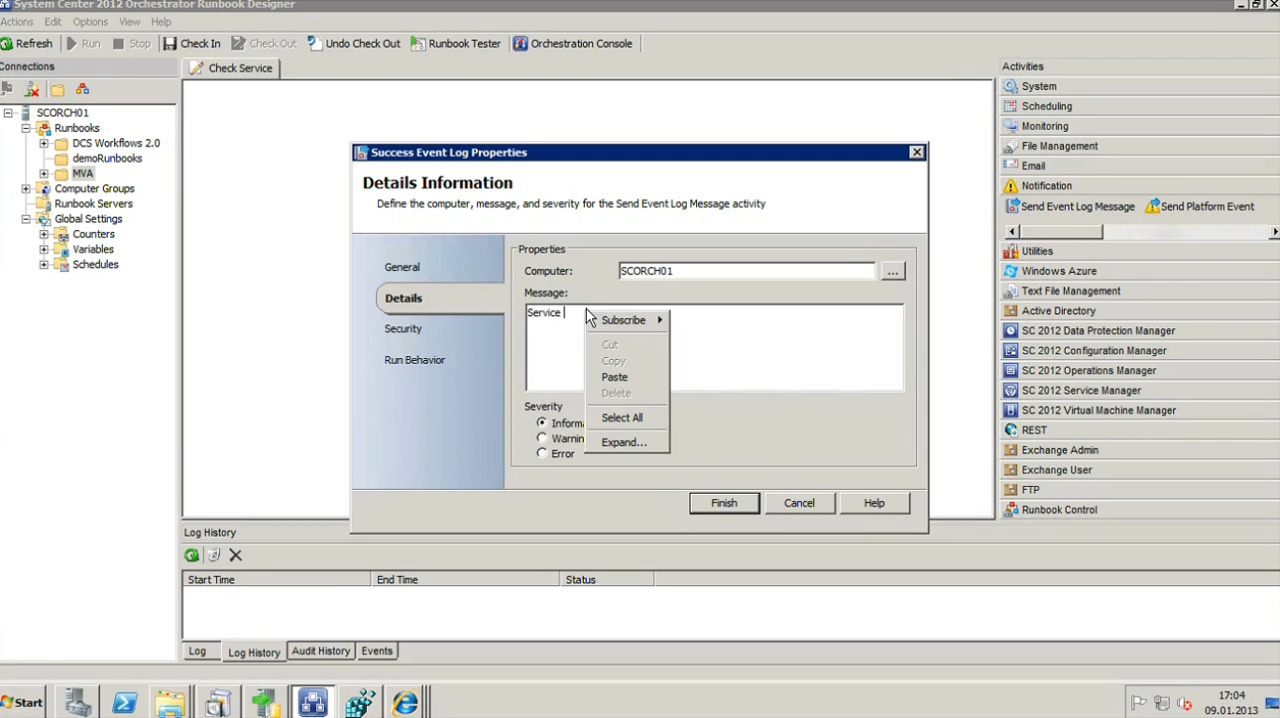 System Center 2012 Orchestrator Runbook Designer
Actions Edit Options View Help
Refresh Run Stop Check In Check Out Undo Check Out Runbook Tester Orchestration Console
Connections
SCORCH01
Runbooks
DCS Workflows 2.0
demoRunbooks
MVA
Computer Groups
Runbook Servers
Global Settings
Counters
Variables
Schedules
Check Service
Success Event Log Properties
Details Information
Define the computer, message, and severity for the Send Event Log Message activity
General
Details
Security
Run Behavior
Properties
Computer: SCORCH01 ...
Message:
Service
Subscribe
Cut
Copy
Paste
Delete
Select All
Expand...
Severity
Error
Finish Cancel Help
Activities
System
Scheduling
Monitoring
File Management
Email
Notification
Send Event Log Message Send Platform Event
Utilities
Windows Azure
Text File Management
Active Directory
SC 2012 Data Protection Manager
SC 2012 Configuration Manager
SC 2012 Operations Manager
SC 2012 Service Manager
SC 2012 Virtual Machine Manager
REST
Exchange Admin
Exchange User
FTP
Runbook Control
Log History
Start Time End Time Status
Log Log History Audit History Events
Start
17:04
09.01.2013